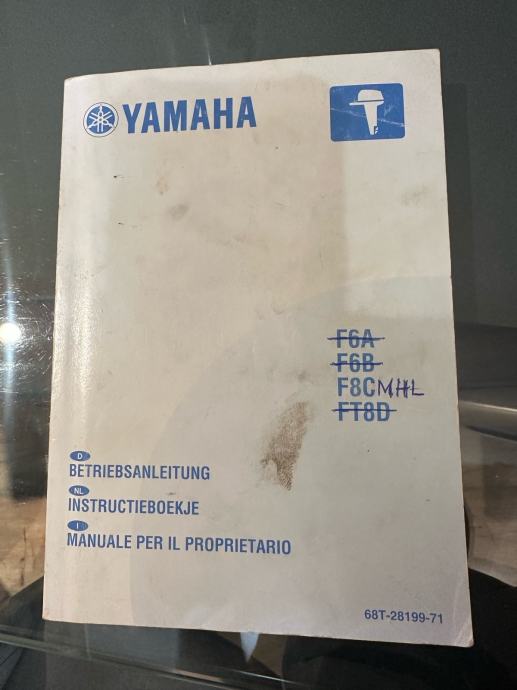 YAMAHA
F6A
F6B
F8CMHL
FT8D
D
BETRIEBSANLEITUNG
NL
INSTRUCTIEBOEKJE
I
MANUALE PER IL PROPRIETARIO
68T-28199-71